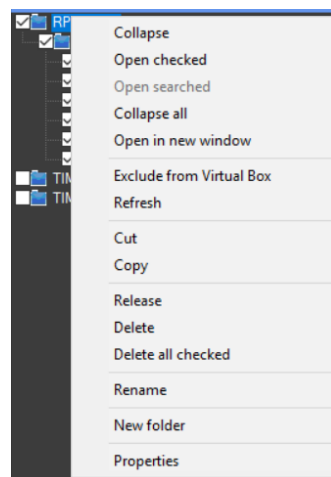 RP
Collapse
Open checked
Open searched
Collapse all
Open in new window
Exclude from Virtual Box
Refresh
Cut
Copy
Release
Delete
Delete all checked
Rename
New folder
Properties